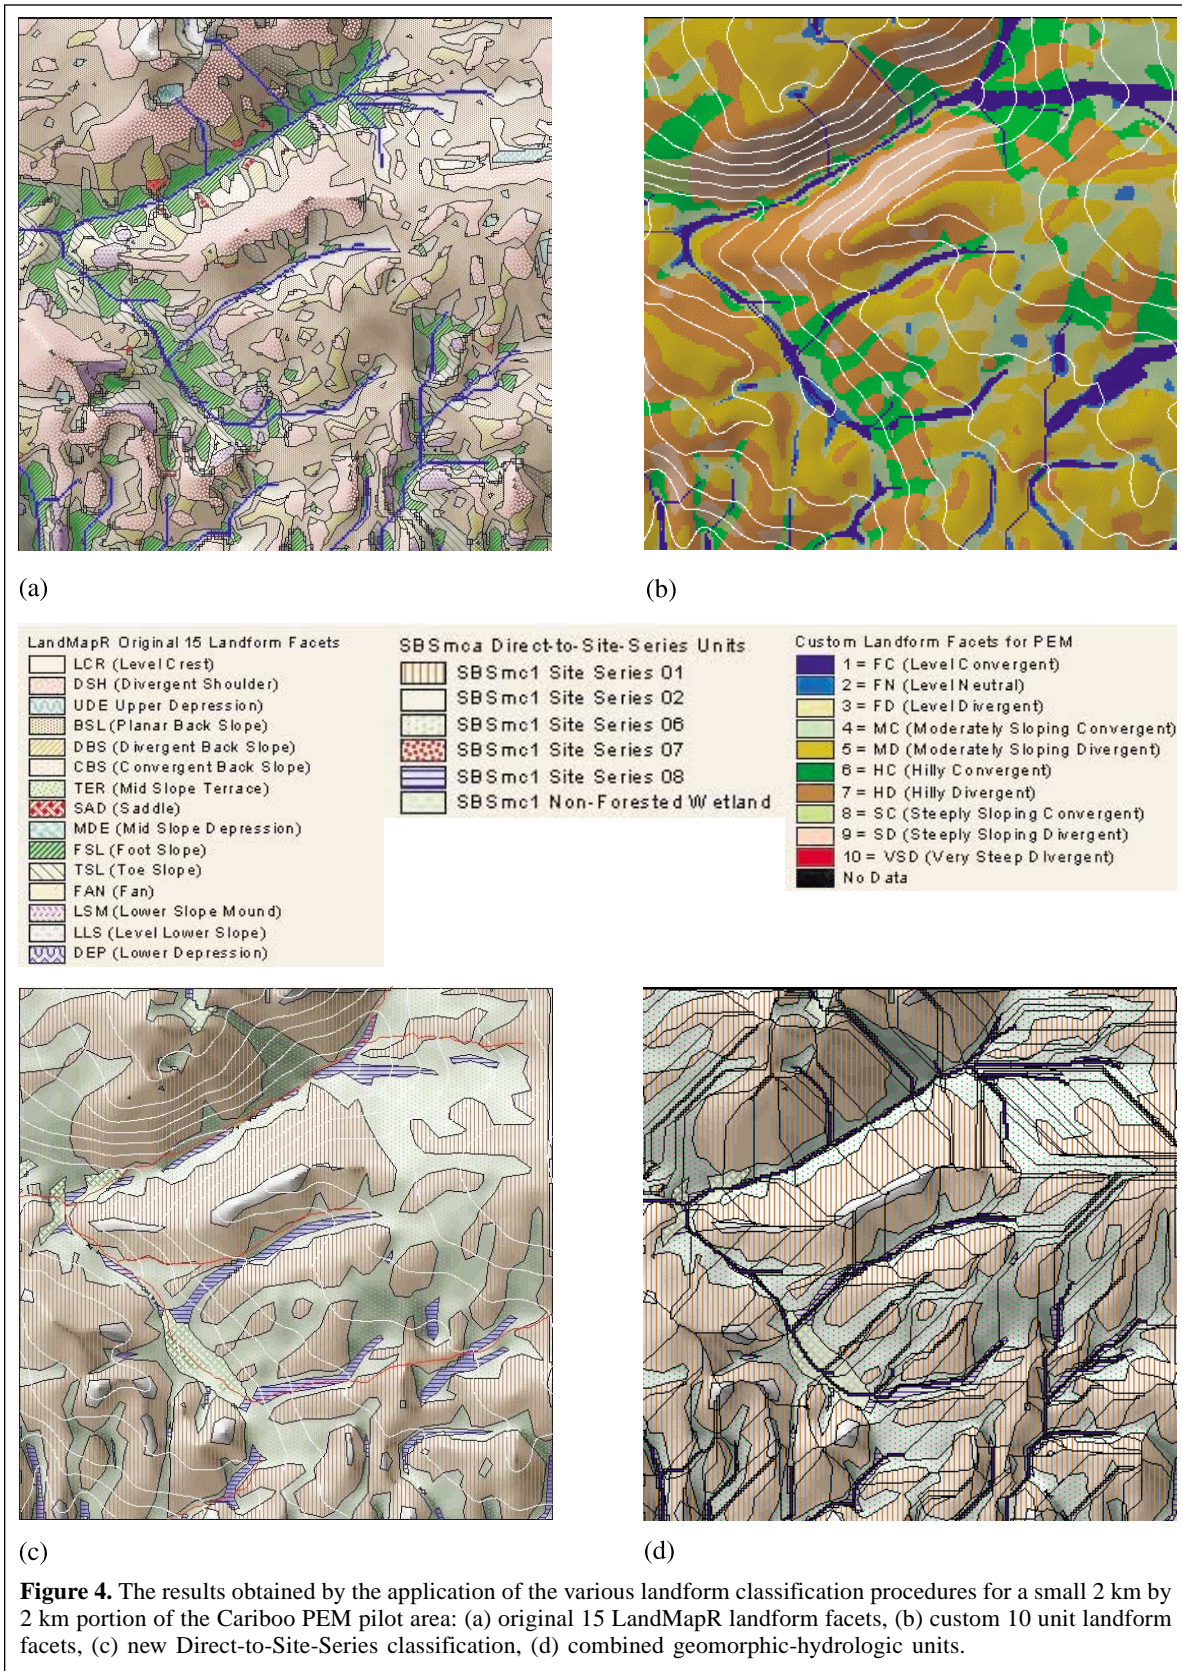 (a)
(b)
LandMapR Original 15 Landform Facets
LCR (Level Crest)
DSH (Divergent Shoulder)
UDE Upper Depression)
BSL (Planar Back Slope)
DBS (Divergent Back Slope)
CBS (Convergent Back Slope)
TER (Mid Slope Terrace)
SAD (Saddle)
MDE (Mid Slope Depression)
FSL (Foot Slope)
TSL (Toe Slope)
FAN (Fan)
LSM (Lower Slope Mound)
LLS (Level Lower Slope)
DEP (Lower Depression)
SBSmca Direct-to-Site-Series Units
SBSmc1 Site Series 01
SBSmc1 Site Series 02
SBSmc1 Site Series 06
SBSmc1 Site Series 07
SBSmc1 Site Series 08
SBSmc1 Non-Forested Wetland
Custom Landform Facets for PEM
1 = FC (Level Convergent)
2 = FN (Level Neutral)
3 = FD (Level Divergent)
4 = MC (Moderately Sloping Convergent)
5 = MD (Moderately Sloping Divergent)
6 = HC (Hilly Convergent)
7 = HD (Hilly Divergent)
8 = SC (Steeply Sloping Convergent)
9 = SD (Steeply Sloping Divergent)
10 = VSD (Very Steep Divergent)
No Data
(c)
(d)
Figure 4. The results obtained by the application of the various landform classification procedures for a small 2 km by
2 km portion of the Cariboo PEM pilot area: (a) original 15 LandMapR landform facets, (b) custom 10 unit landform
facets, (c) new Direct-to-Site-Series classification, (d) combined geomorphic-hydrologic units.